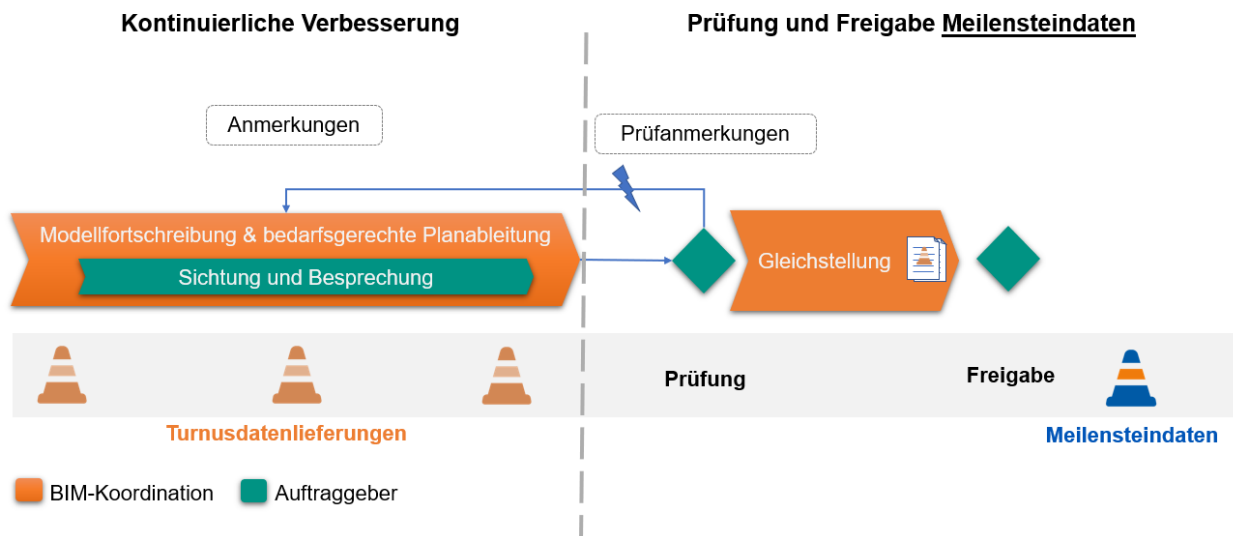 Kontinuierliche Verbesserung
Prüfung und Freigabe Meilensteindaten
Anmerkungen
Prüfanmerkungen
Modellfortschreibung & bedarfsgerechte Planableitung
Sichtung und Besprechung
Gleichstellung
Prüfung
Freigabe
Turnusdatenlieferungen
Meilensteindaten
BIM-Koordination
Auftraggeber